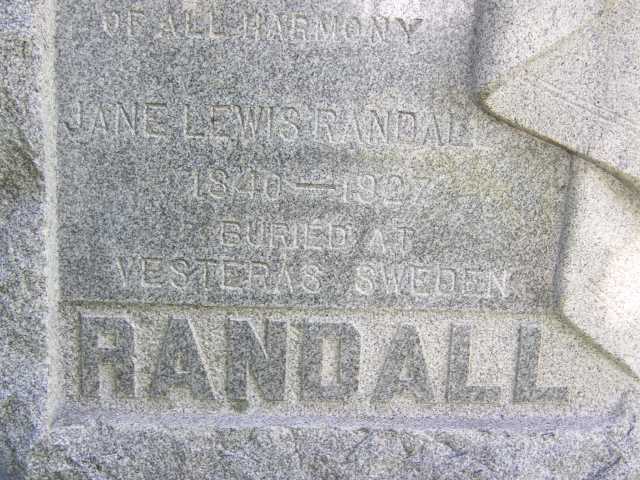 OF ALL HARMONY
JANE LEWIS RANDALL
1840—1927
BURIED AT
VESTERAS SWEDEN
RANDALL